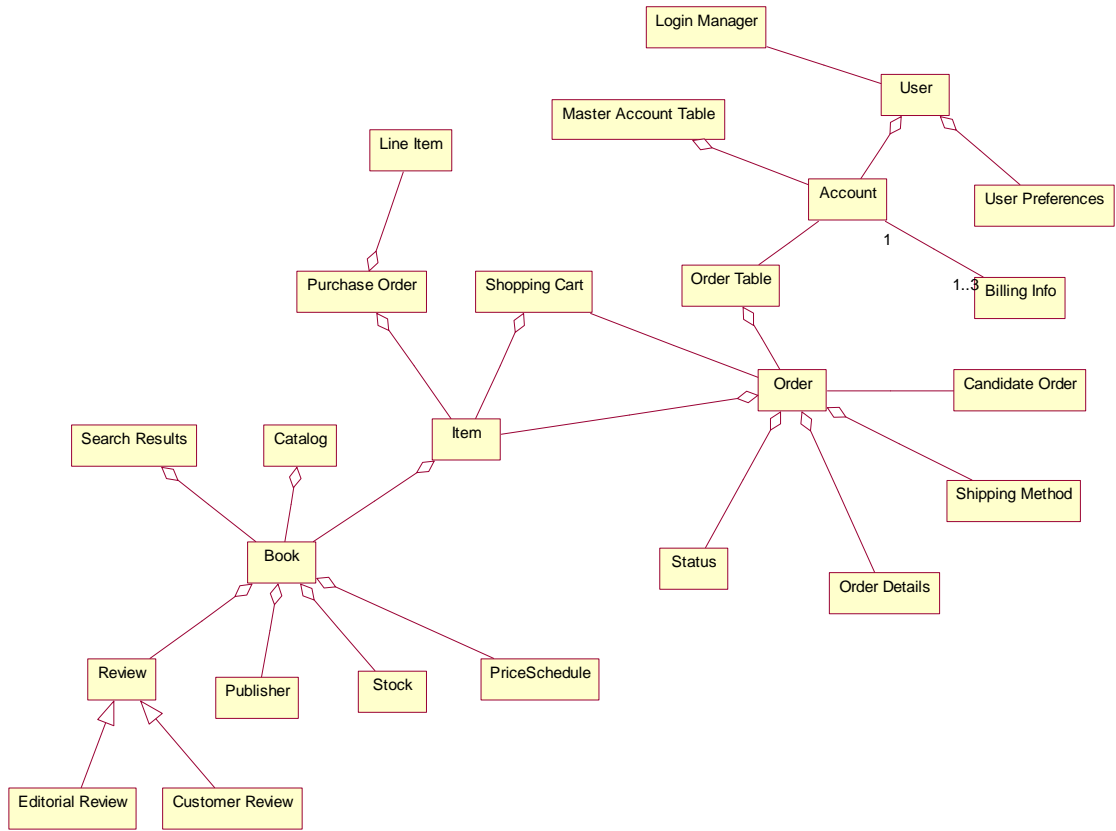 Login Manager
User
Master Account Table
Line Item
Account
User Preferences
1
Purchase Order
Shopping Cart
Order Table
1..3
Billing Info
Order
Candidate Order
Search Results
Catalog
Item
Shipping Method
Book
Status
Order Details
Review
Publisher
Stock
PriceSchedule
Editorial Review
Customer Review